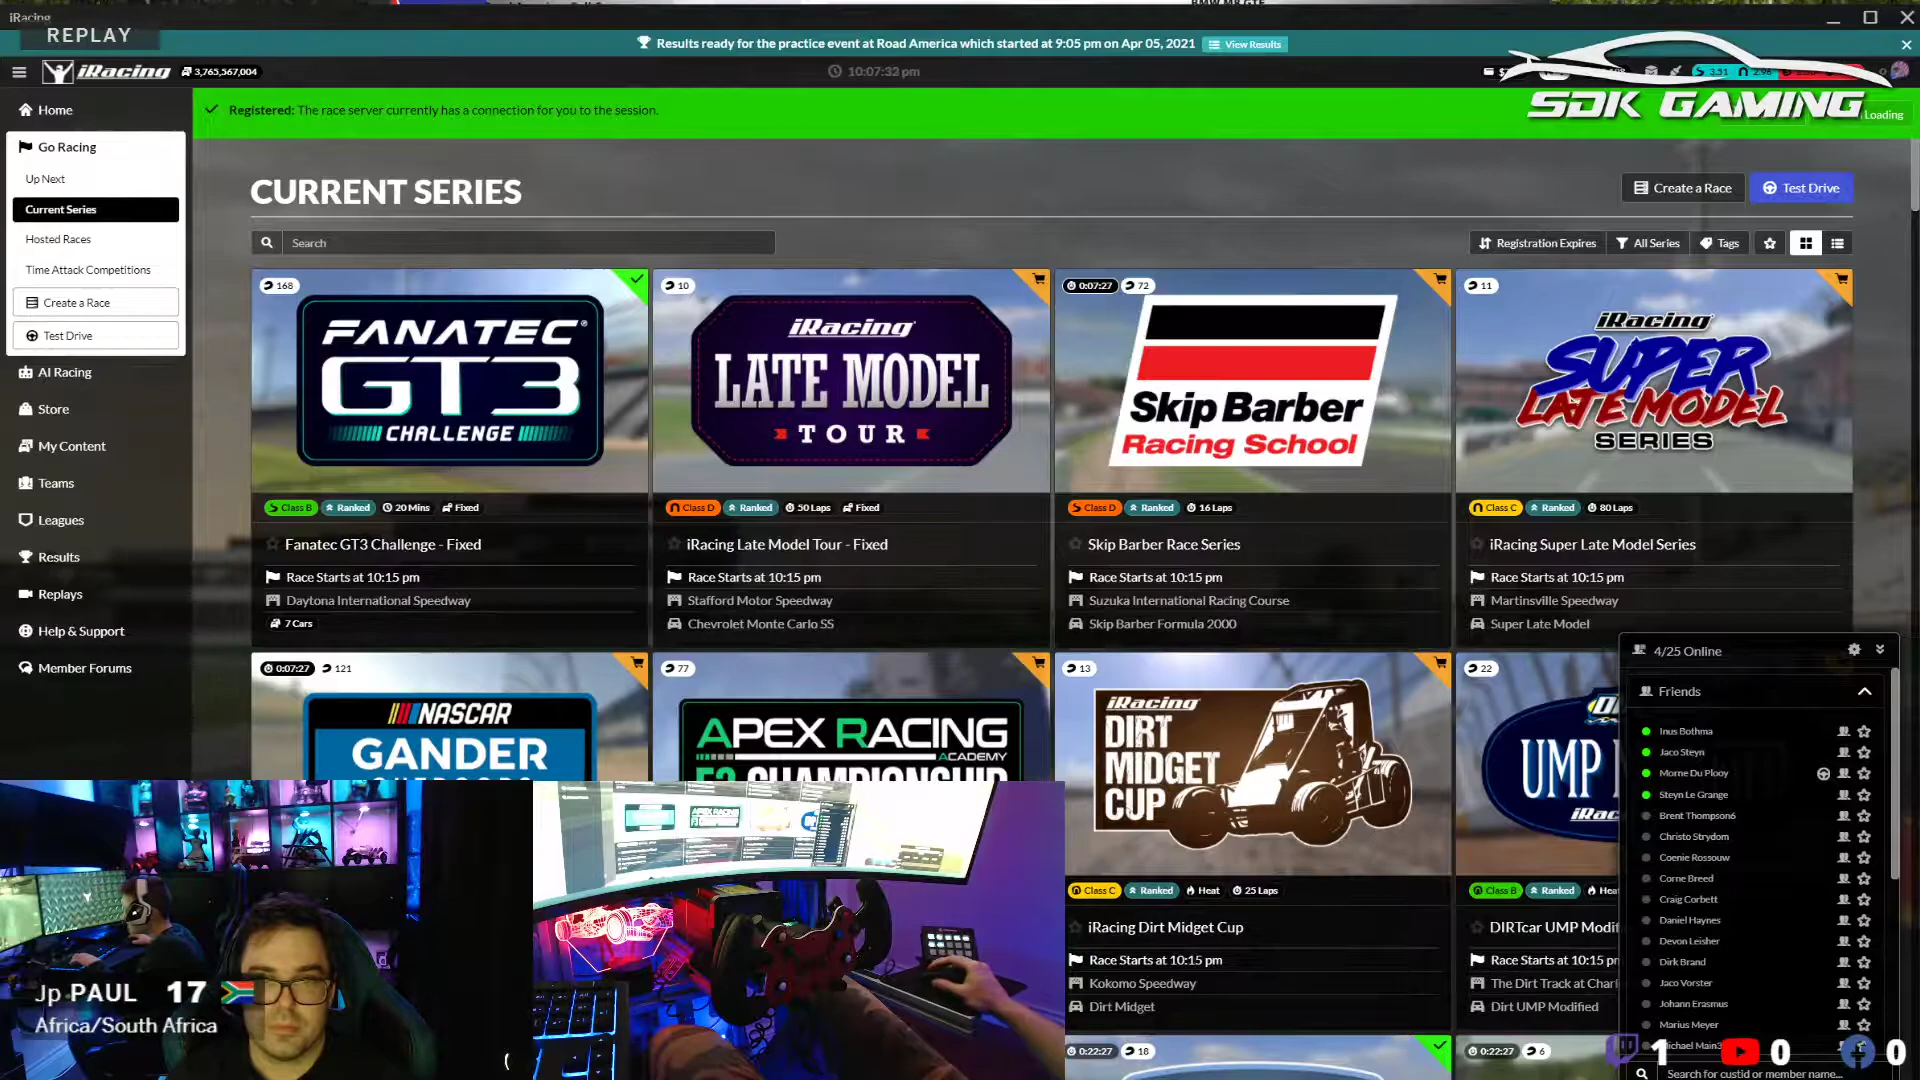 iRacing
REPLAY
Results ready for the practice event at Road America which started at 9:05 pm on Apr 05, 2021
View Results
iRacing
3,765,567,004
10:07:32 pm
3.51
SDK GAMING
Registered: The race server currently has a connection for you to the session.
Loading
Home
Go Racing
Up Next
Current Series
Hosted Races
Time Attack Competitions
Create a Race
Test Drive
AI Racing
Store
My Content
Teams
Leagues
Results
Replays
Help & Support
Member Forums
CURRENT SERIES
Create a Race
Test Drive
Search
Registration Expires
All Series
Tags
168
FANATEC
GT3
CHALLENGE
Class B Ranked 20 Mins Fixed
Fanatec GT3 Challenge - Fixed
Race Starts at 10:15 pm
Daytona International Speedway
7 Cars
10
iRacing
LATE MODEL
TOUR
Class D Ranked 50 Laps Fixed
iRacing Late Model Tour - Fixed
Race Starts at 10:15 pm
Stafford Motor Speedway
Chevrolet Monte Carlo SS
0:07:27 72
Skip Barber
Racing School
Class D Ranked 16 Laps
Skip Barber Race Series
Race Starts at 10:15 pm
Suzuka International Racing Course
Skip Barber Formula 2000
11
iRacing
SUPER
LATE MODEL
SERIES
Class C Ranked 80 Laps
iRacing Super Late Model Series
Race Starts at 10:15 pm
Martinsville Speedway
Super Late Model
0:07:27 121
NASCAR
GANDER
OUTDOORS
77
APEX RACING
ACADEMY
F3 CHAMPIONSHIP
13
iRacing
DIRT
MIDGET
CUP
Class C Ranked Heat 25 Laps
iRacing Dirt Midget Cup
Race Starts at 10:15 pm
Kokomo Speedway
Dirt Midget
22
UMP
iRac
Class B Ranked Hea
DIRTcar UMP Modif
Race Starts at 10:15 pm
The Dirt Track at Charl
Dirt UMP Modified
0:22:27 18
0:22:27 6
4/25 Online
Friends
Inus Bothma
Jaco Steyn
Morne Du Plooy
Steyn Le Grange
Brent Thompson6
Christo Strydom
Coenie Rossouw
Corne Breed
Craig Corbett
Daniel Haynes
Devon Leisher
Dirk Brand
Jaco Vorster
Johann Erasmus
Marius Meyer
Michael Main
Search for custid or member name...
1 0 0
Jp PAUL 17
Africa/South Africa